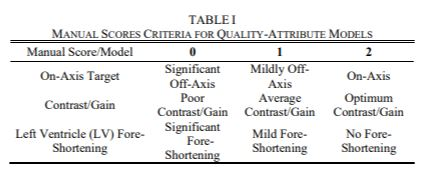 TABLE I
MANUAL SCORES CRITERIA FOR QUALITY-ATTRIBUTE MODELS
Manual Score/Model 0 1 2
On-Axis Target Significant Off-Axis Mildly Off-Axis On-Axis
Contrast/Gain Poor Contrast/Gain Average Contrast/Gain Optimum Contrast/Gain
Left Ventricle (LV) Fore-Shortening Significant Fore-Shortening Mild Fore-Shortening No Fore-Shortening